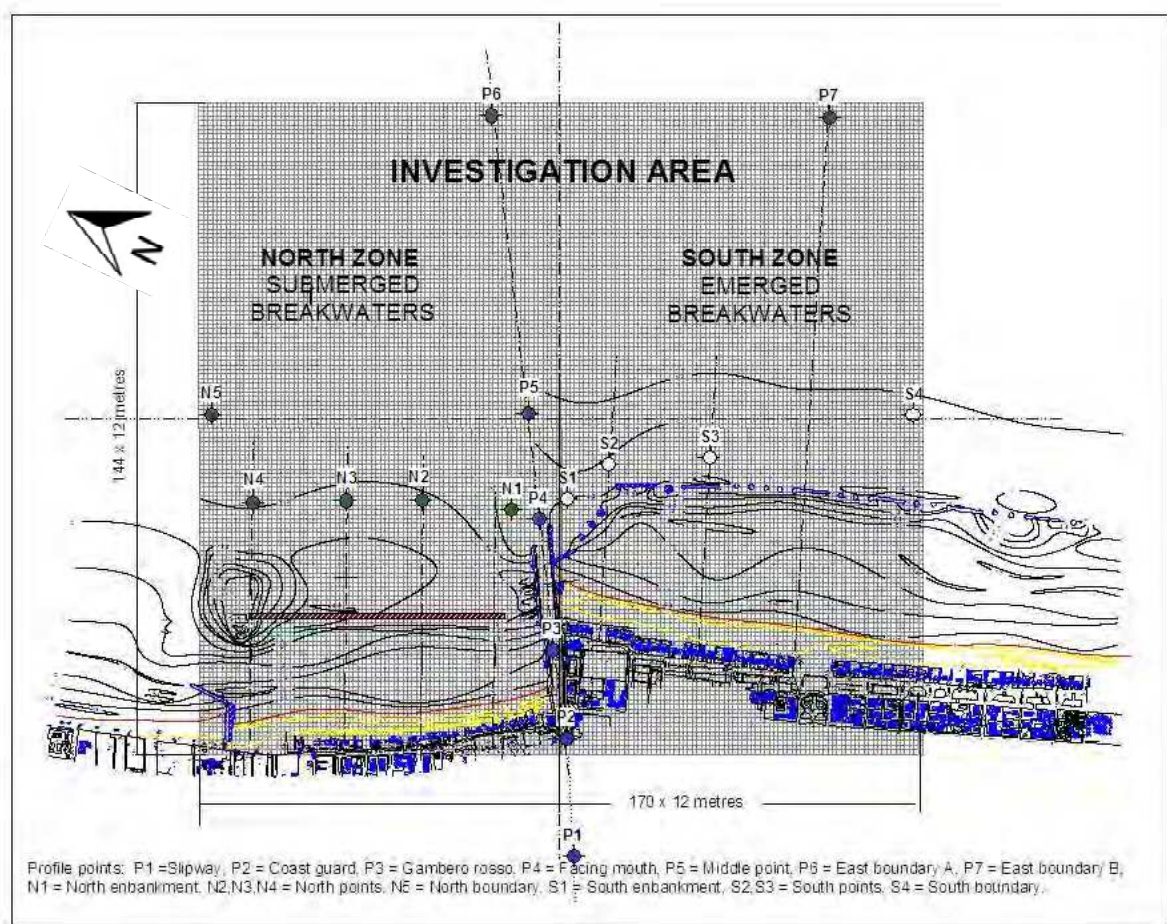 P6
P7
INVESTIGATION AREA
N
NORTH ZONE
SUBMERGED
BREAKWATERS
SOUTH ZONE
EMERGED
BREAKWATERS
144 x 12 metres
N5
P5
S4
S2
S3
N4
N3
N2
N1
P4
S1
P3
P2
170 x 12 metres
P1
Profile points: P1 =Slipway, P2 = Coast guard, P3 = Gambero rosso, P4 = Facing mouth, P5 = Middle point, P6 = East boundary A, P7 = East boundary B,
N1 = North enbankment, N2,N3,N4 = North points, N5 = North boundary, S1 = South enbankment, S2,S3 = South points, S4 = South boundary.